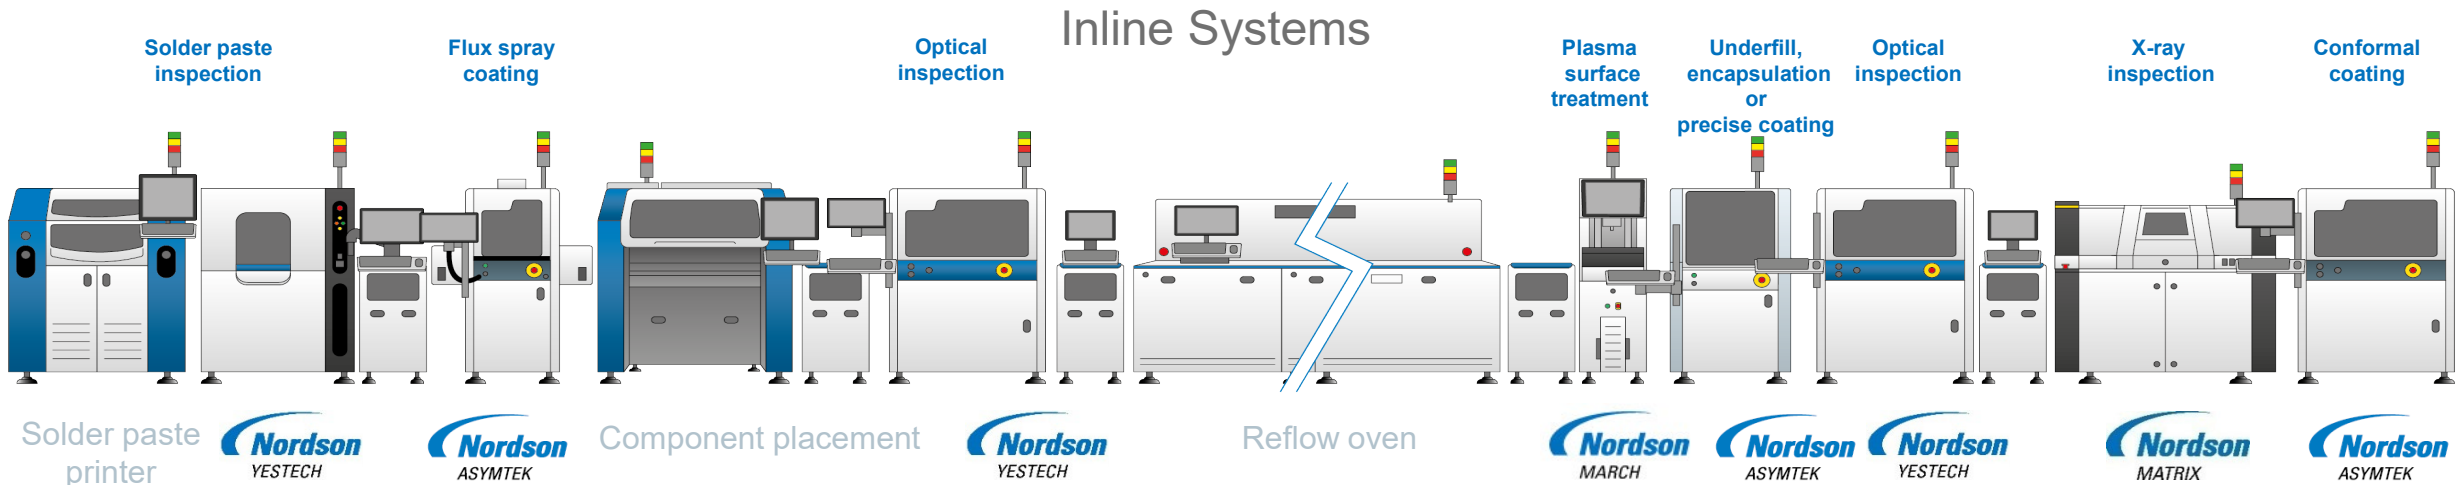 Inline Systems
Solder paste
inspection
Flux spray
coating
Optical
inspection
Plasma
surface
treatment
Underfill,
encapsulation
or
precise coating
Optical
inspection
X-ray
inspection
Conformal
coating
Solder paste
printer
Nordson
YESTECH
Nordson
ASYMTEK
Component placement
Nordson
YESTECH
Reflow oven
Nordson
MARCH
Nordson
ASYMTEK
Nordson
YESTECH
Nordson
MATRIX
Nordson
ASYMTEK